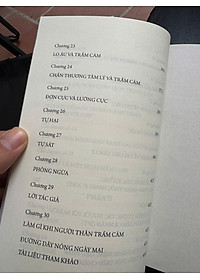 Chương 23
LO ÂU VÀ TRẦM CẢM
Chương 24
CHẤN THƯƠNG TÂM LÝ VÀ TRẦM CẢM
Chương 25
ĐƠN CỰC VÀ LƯỠNG CỰC
Chương 26
TỰ HẠI
Chương 27
TỰ SÁT
Chương 28
PHÒNG NGỪA
Chương 29
LỜI TÁC GIẢ
Chương 30
LÀM GÌ KHI NGƯỜI THÂN TRẦM CẢM
ĐƯỜNG DÂY NÓNG NGÀY MAI
TÀI LIỆU THAM KHẢO